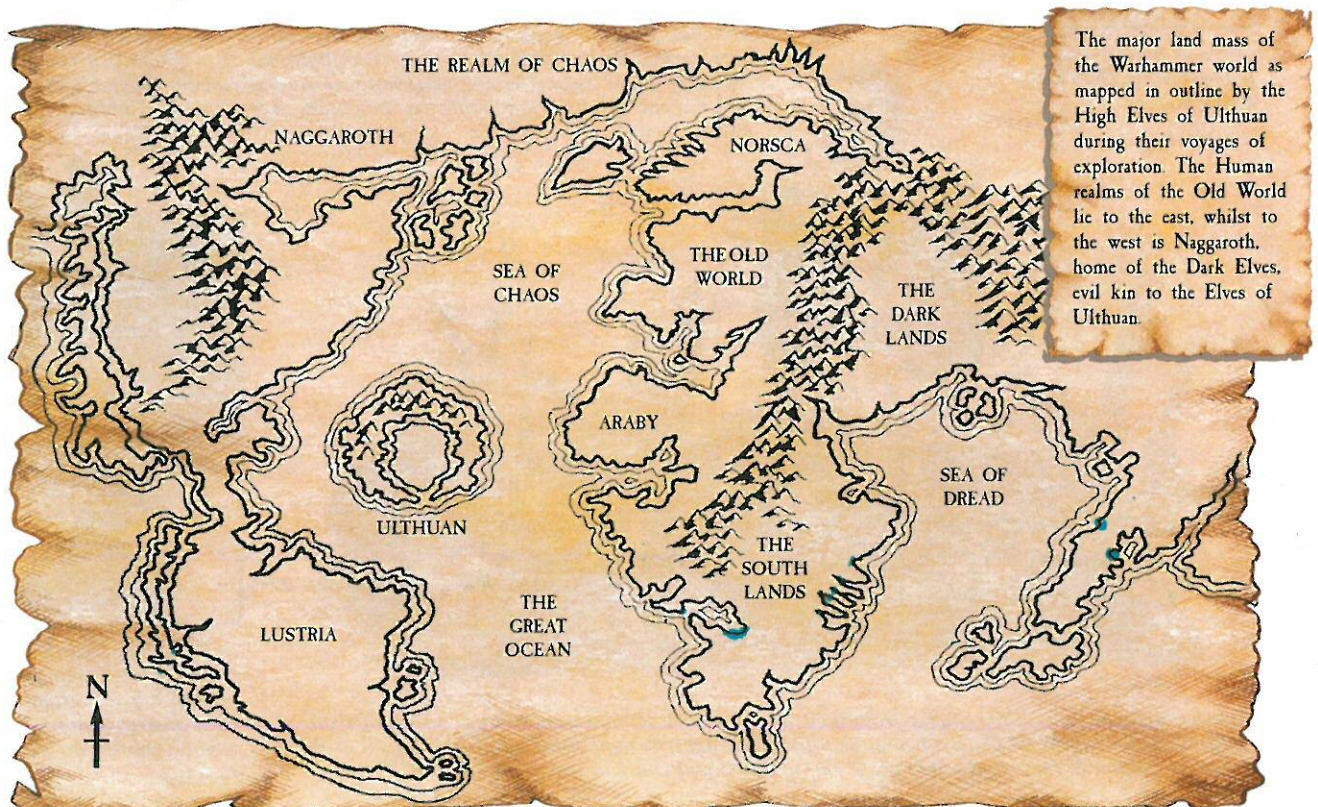 THE REALM OF CHAOS
NAGGAROTH
NORSCA
SEA OF
CHAOS
THE OLD
WORLD
THE
DARK
LANDS
ARABY
ULTHUAN
SEA OF
DREAD
THE
SOUTH
LANDS
THE
GREAT
OCEAN
LUSTRIA
N
The major land mass of
the Warhammer world as
mapped in outline by the
High Elves of Ulthuan
during their voyages of
exploration. The Human
realms of the Old World
lie to the east, whilst to
the west is Naggaroth,
home of the Dark Elves,
evil kin to the Elves of
Ulthuan.